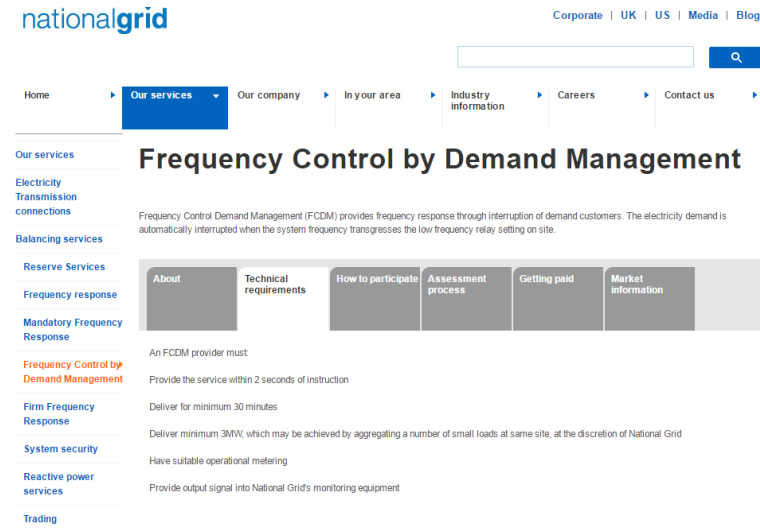 nationalgrid
Corporate | UK | US | Media | Blog
Home
Our services
Our company
In your area
Industry
information
Careers
Contact us
Our services
Electricity
Transmission
connections
Balancing services
Reserve Services
Frequency response
Mandatory Frequency
Response
Frequency Control by
Demand Management
Firm Frequency
Response
System security
Reactive power
services
Trading
Frequency Control by Demand Management
Frequency Control Demand Management (FCDM) provides frequency response through interruption of demand customers. The electricity demand is
automatically interrupted when the system frequency transgresses the low frequency relay setting on site.
About
Technical
requirements
How to participate
Assessment
process
Getting paid
Market
information
An FCDM provider must:
Provide the service within 2 seconds of instruction
Deliver for minimum 30 minutes
Deliver minimum 3MW, which may be achieved by aggregating a number of small loads at same site, at the discretion of National Grid
Have suitable operational metering
Provide output signal into National Grid's monitoring equipment